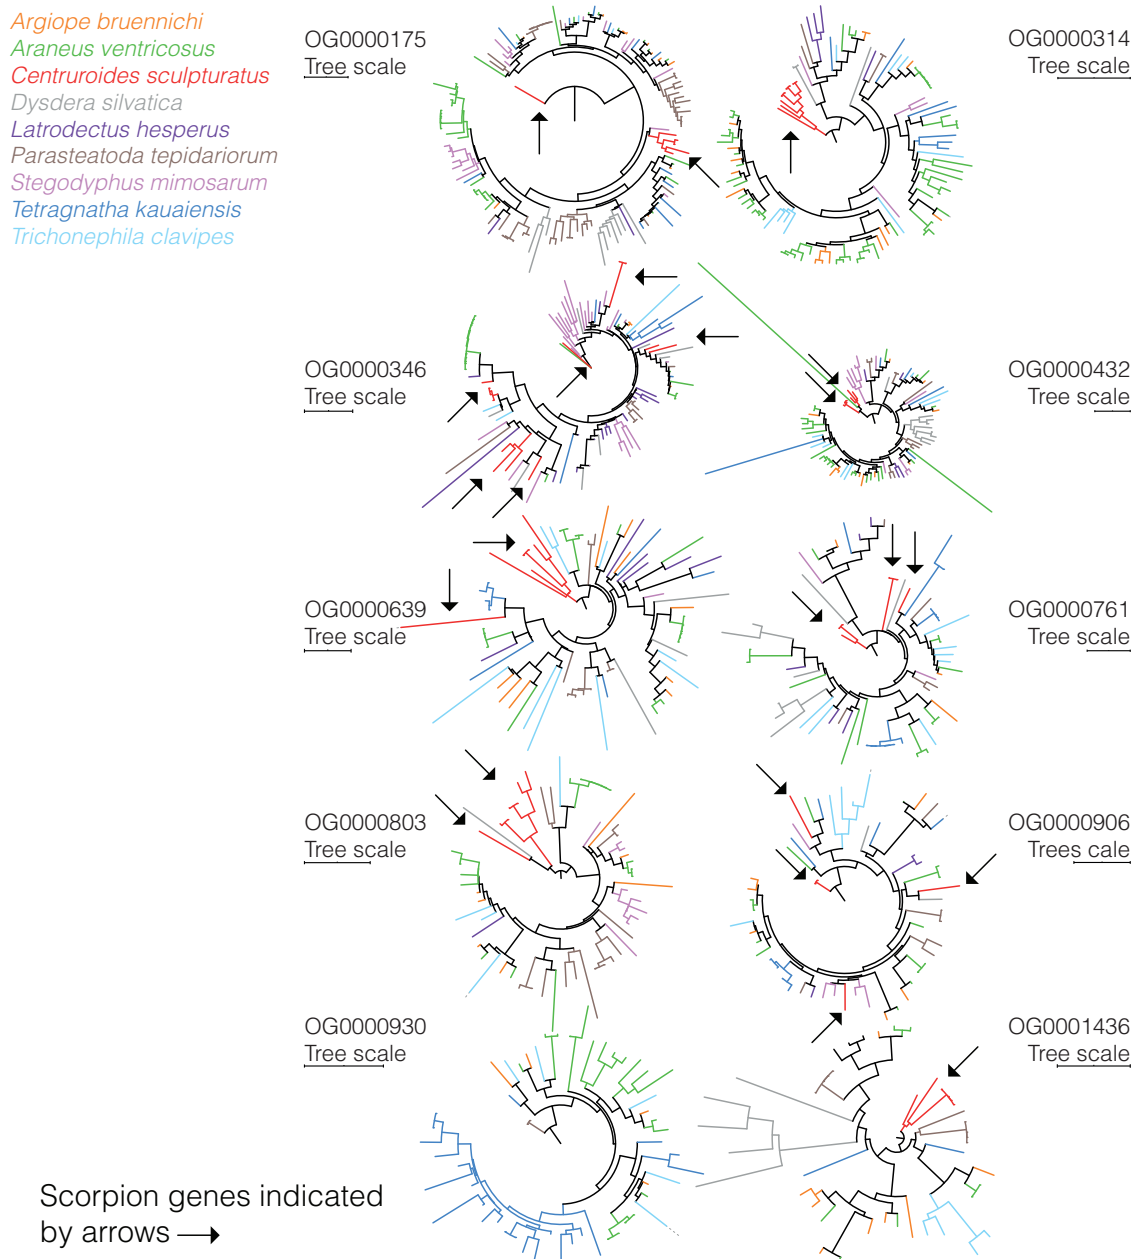 Argiope bruennichi
Araneus ventricosus
Centruroides sculpturatus
Dysdera silvatica
Latrodectus hesperus
Parasteatoda tepidariorum
Stegodyphus mimosarum
Tetragnatha kauaiensis
Trichonephila clavipes
OG0000175
Tree scale
OG0000314
Tree scale
OG0000346
Tree scale
OG0000432
Tree scale
OG0000639
Tree scale
OG0000761
Tree scale
OG0000803
Tree scale
OG0000906
Trees cale
OG0000930
Tree scale
OG0001436
Tree scale
Scorpion genes indicated
by arrows